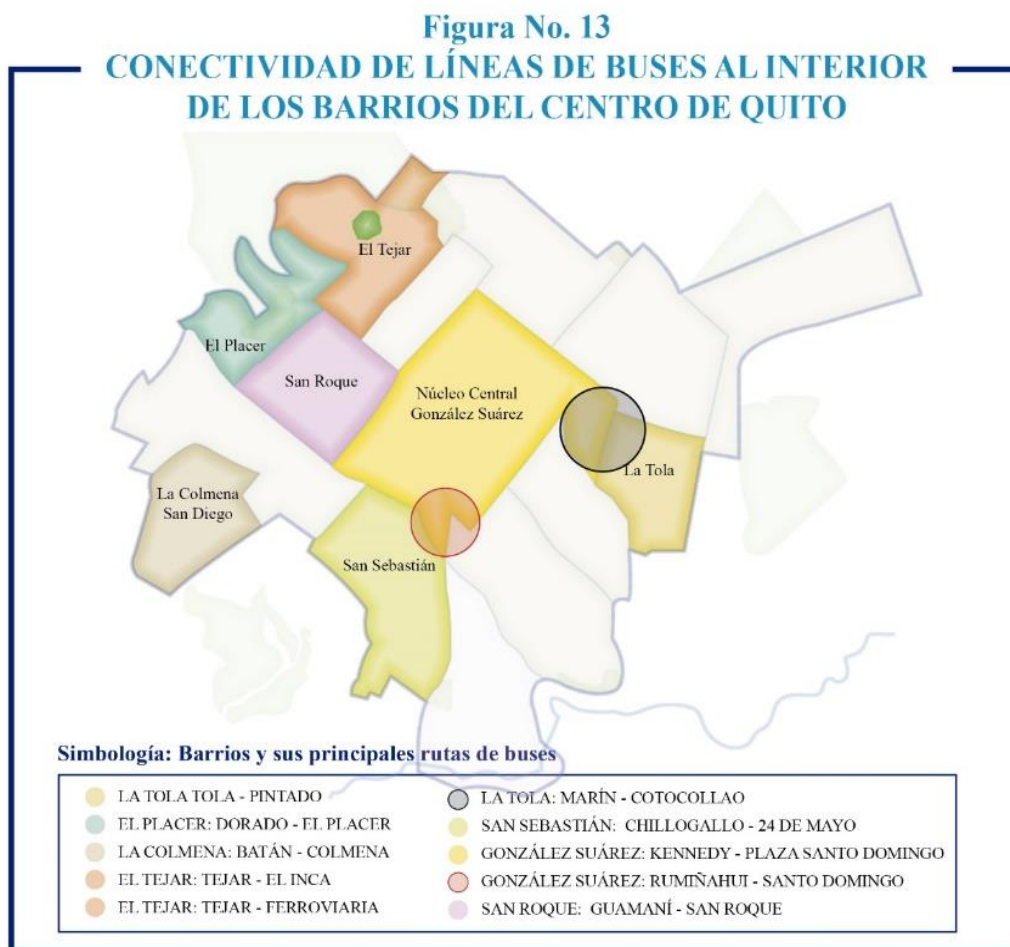 Figura No. 13
CONECTIVIDAD DE LÍNEAS DE BUSES AL INTERIOR
DE LOS BARRIOS DEL CENTRO DE QUITO
El Tejar
El Placer
San Roque
Núcleo Central
González Suárez
La Tola
La Colmena
San Diego
San Sebastián
Simbología: Barrios y sus principales rutas de buses
LA TOLA TOLA - PINTADO
EL PLACER: DORADO - EL PLACER
LA COLMENA: BATÁN - COLMENA
EL TEJAR: TEJAR - EL INCA
EL TEJAR: TEJAR - FERROVIARIA
LA TOLA: MARÍN - COTOCOLLAO
SAN SEBASTIÁN: CHILLOGALLO - 24 DE MAYO
GONZÁLEZ SUÁREZ: KENNEDY - PLAZA SANTO DOMINGO
GONZÁLEZ SUÁREZ: RUMIÑAHUI - SANTO DOMINGO
SAN ROQUE: GUAMANÍ - SAN ROQUE